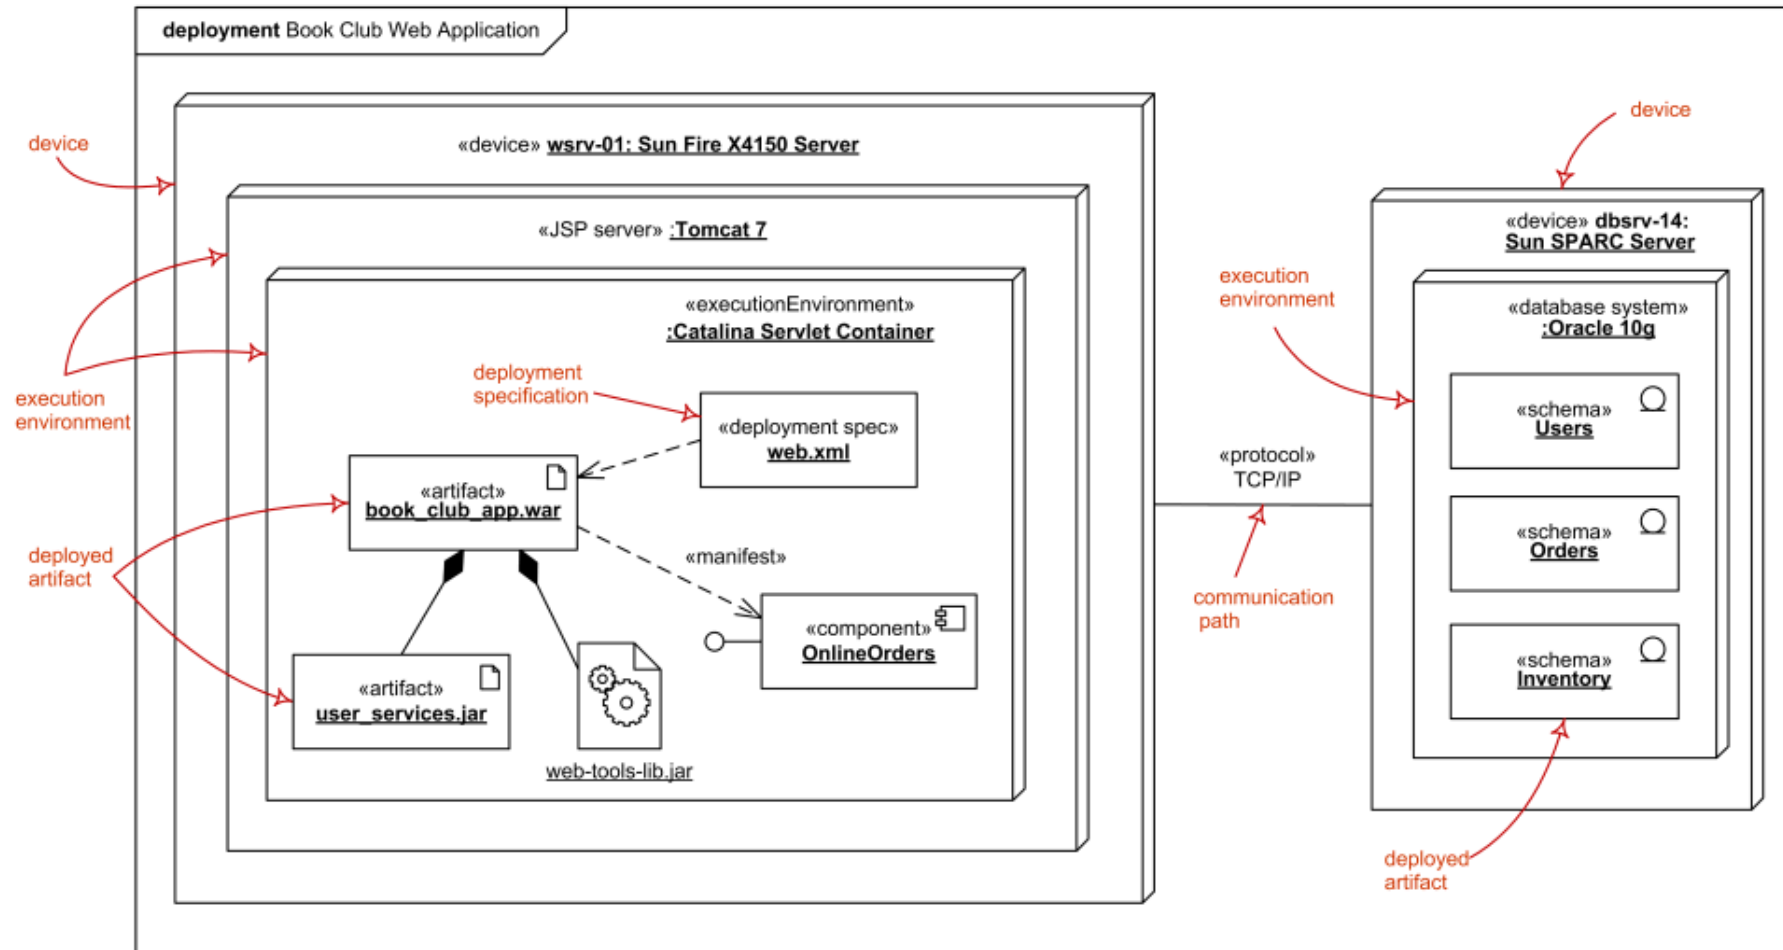 deployment Book Club Web Application
device
«device» wsrv-01: Sun Fire X4150 Server
«JSP server» :Tomcat 7
«executionEnvironment»
:Catalina Servlet Container
execution
environment
deployment
specification
«deployment spec»
web.xml
«artifact»
book_club_app.war
«manifest»
deployed
artifact
«component»
OnlineOrders
«artifact»
user_services.jar
web-tools-lib.jar
«protocol»
TCP/IP
communication
path
device
«device» dbsrv-14:
Sun SPARC Server
execution
environment
«database system»
:Oracle 10g
«schema»
Users
«schema»
Orders
«schema»
Inventory
deployed
artifact